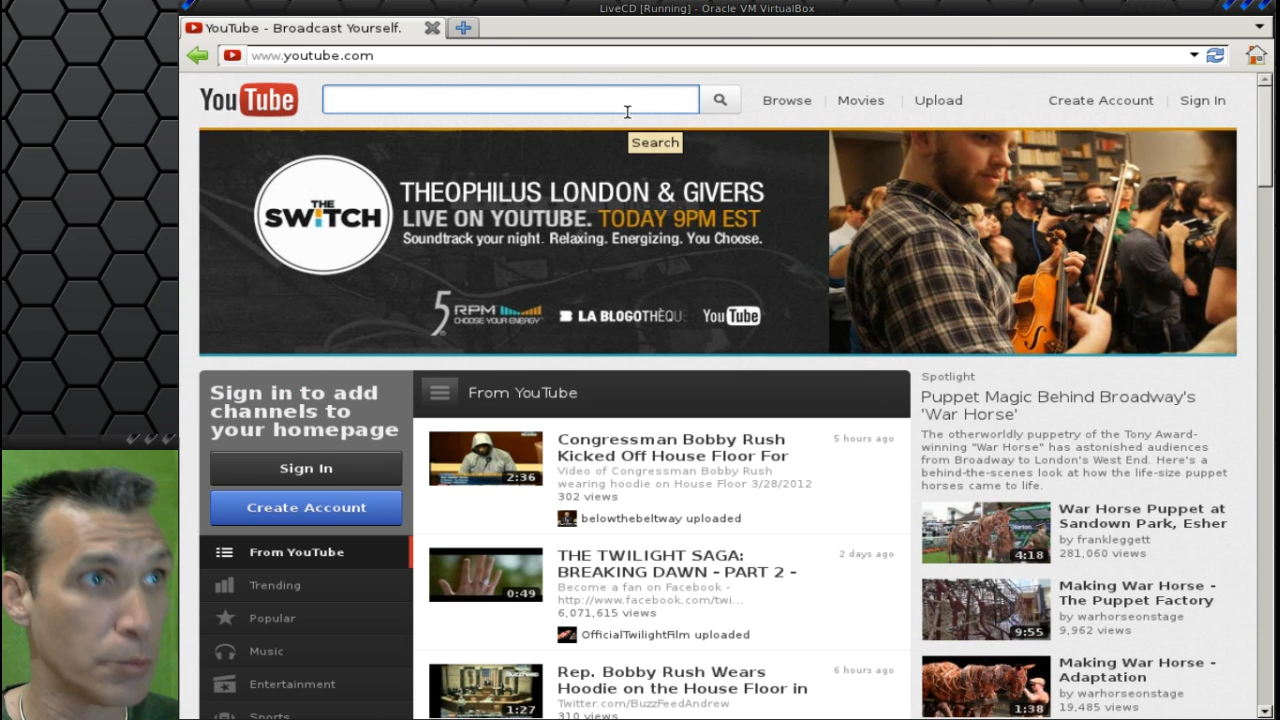 LiveCD [Running] - Oracle VM VirtualBox
YouTube - Broadcast Yourself.
www.youtube.com
YouTube
Browse
Movies
Upload
Create Account
Sign In
Search
THE SWiTCH
THEOPHILUS LONDON & GIVERS
LIVE ON YOUTUBE. TODAY 9PM EST
Soundtrack your night. Relaxing. Energizing. You Choose.
5 RPM
CHOOSE YOUR ENERGY
LA BLOGOTHÈQUE
YouTube
Sign in to add
channels to
your homepage
Sign In
Create Account
From YouTube
Trending
Popular
Music
Entertainment
Sports
From YouTube
Congressman Bobby Rush
Kicked Off House Floor For
5 hours ago
Video of Congressman Bobby Rush
wearing hoodie on House Floor 3/28/2012
302 views
2:36
belowthebeltway uploaded
THE TWILIGHT SAGA:
BREAKING DAWN - PART 2 -
2 days ago
Become a fan on Facebook -
http://www.facebook.com/twi...
6,071,615 views
0:49
OfficialTwilightFilm uploaded
Rep. Bobby Rush Wears
Hoodie on the House Floor in
6 hours ago
Twitter.com/BuzzFeedAndrew
310 views
1:27
Spotlight
Puppet Magic Behind Broadway's
'War Horse'
The otherworldly puppetry of the Tony Award-
winning "War Horse" has astonished audiences
from Broadway to London's West End. Here's a
behind-the-scenes look at how the life-size puppet
horses came to life.
War Horse Puppet at
Sandown Park, Esher
by frankleggett
281,060 views
4:18
Making War Horse -
The Puppet Factory
by warhorseonstage
9,962 views
9:55
Making War Horse -
Adaptation
by warhorseonstage
19,485 views
1:38